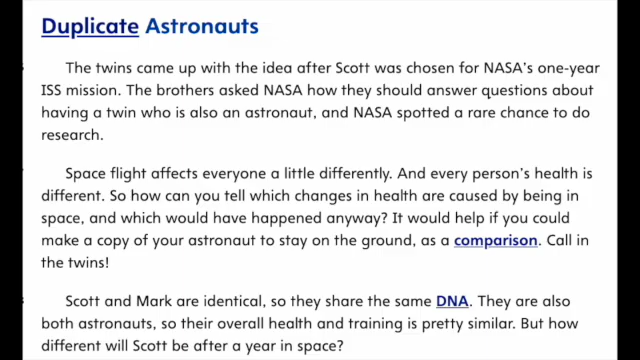 Duplicate Astronauts
The twins came up with the idea after Scott was chosen for NASA's one-year
ISS mission. The brothers asked NASA how they should answer questions about
having a twin who is also an astronaut, and NASA spotted a rare chance to do
research.
Space flight affects everyone a little differently. And every person's health is
different. So how can you tell which changes in health are caused by being in
space, and which would have happened anyway? It would help if you could
make a copy of your astronaut to stay on the ground, as a comparison. Call in
the twins!
Scott and Mark are identical, so they share the same DNA. They are also
both astronauts, so their overall health and training is pretty similar. But how
different will Scott be after a year in space?